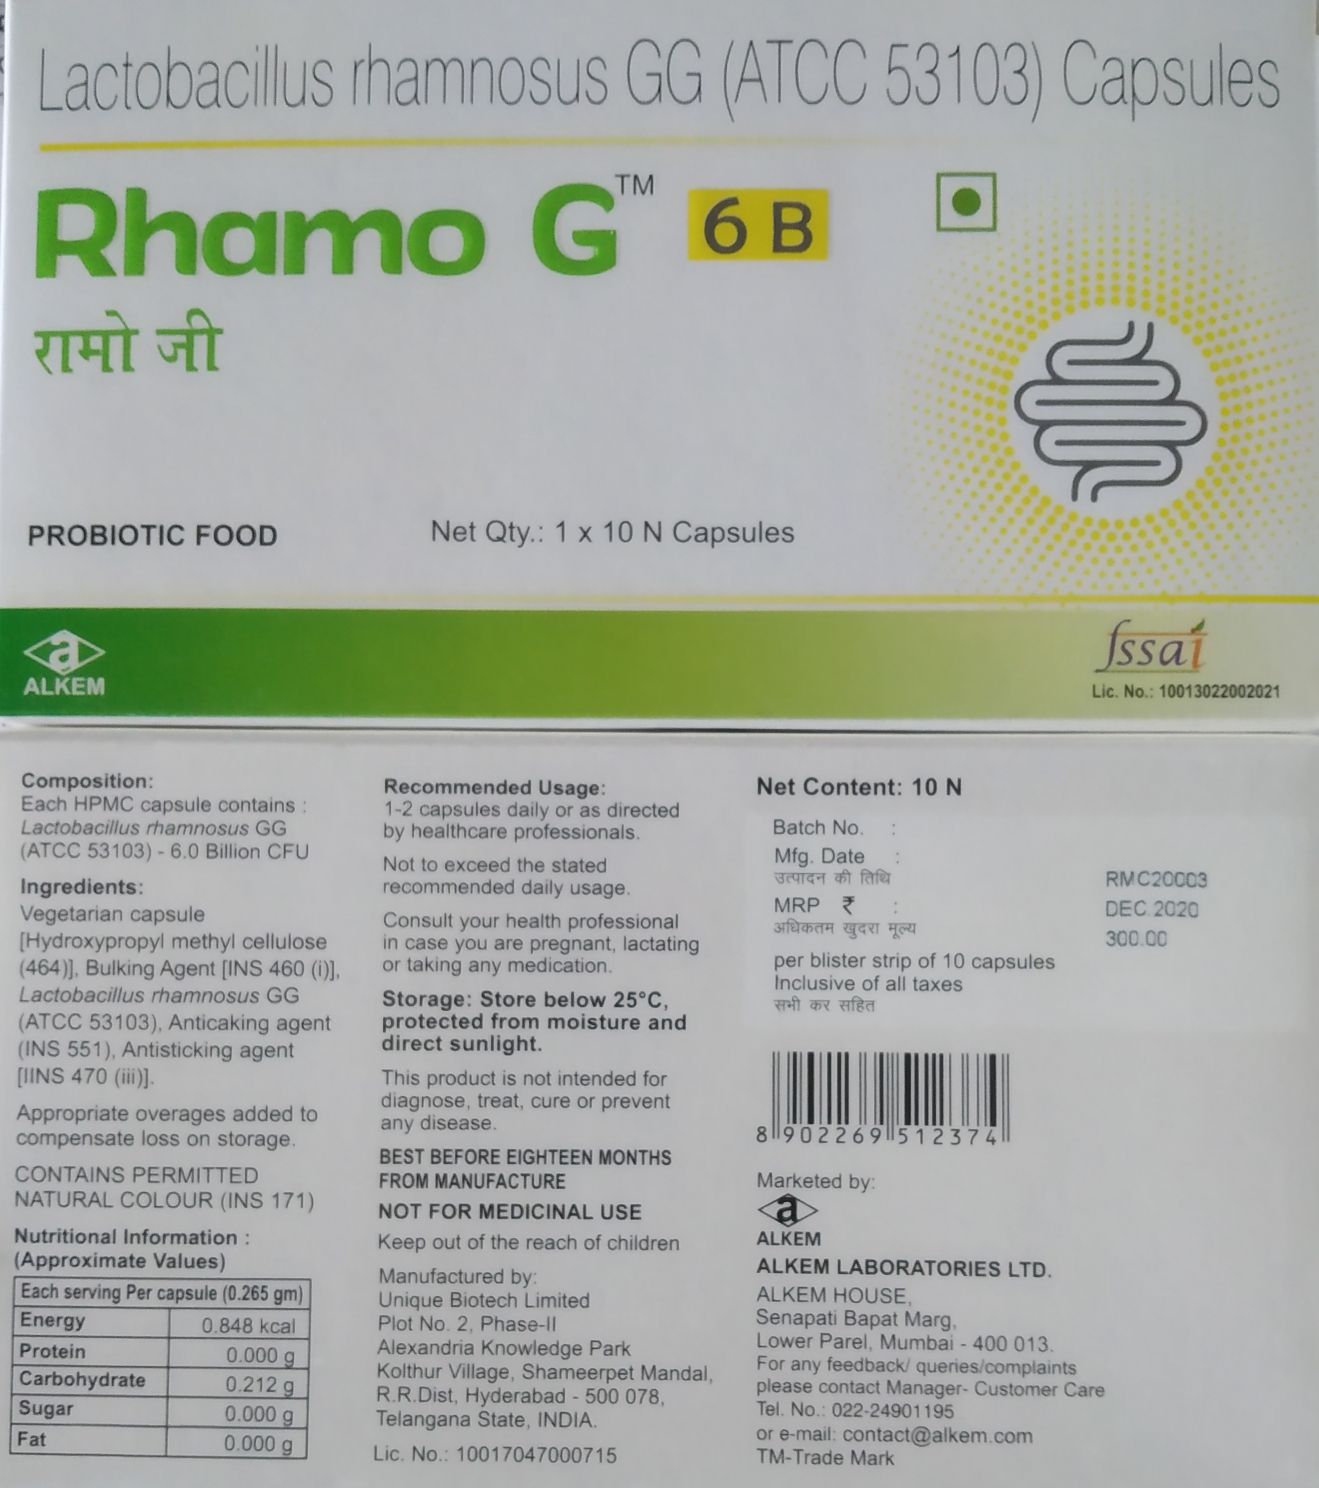 Lactobacillus rhamnosus GG (ATCC 53103) Capsules
Rhamo G™ 6 B
रामो जी
PROBIOTIC FOOD
Net Qty.: 1 x 10 N Capsules
a
ALKEM
fssai
Lic. No.: 10013022002021
Composition:
Each HPMC capsule contains :
Lactobacillus rhamnosus GG
(ATCC 53103) - 6.0 Billion CFU
Ingredients:
Vegetarian capsule
[Hydroxypropyl methyl cellulose
(464)], Bulking Agent [INS 460 (i)],
Lactobacillus rhamnosus GG
(ATCC 53103), Anticaking agent
(INS 551), Antisticking agent
[IINS 470 (iii)].
Appropriate overages added to
compensate loss on storage.
CONTAINS PERMITTED
NATURAL COLOUR (INS 171)
Nutritional Information :
(Approximate Values)
Each serving Per capsule (0.265 gm)
Energy 0.848 kcal
Protein 0.000 g
Carbohydrate 0.212 g
Sugar 0.000 g
Fat 0.000 g
Recommended Usage:
1-2 capsules daily or as directed
by healthcare professionals.
Not to exceed the stated
recommended daily usage.
Consult your health professional
in case you are pregnant, lactating
or taking any medication.
Storage: Store below 25°C,
protected from moisture and
direct sunlight.
This product is not intended for
diagnose, treat, cure or prevent
any disease.
BEST BEFORE EIGHTEEN MONTHS
FROM MANUFACTURE
NOT FOR MEDICINAL USE
Keep out of the reach of children
Manufactured by:
Unique Biotech Limited
Plot No. 2, Phase-II
Alexandria Knowledge Park
Kolthur Village, Shameerpet Mandal,
R.R.Dist, Hyderabad - 500 078,
Telangana State, INDIA.
Lic. No.: 10017047000715
Net Content: 10 N
Batch No. :
Mfg. Date :
उत्पादन की तिथि
MRP ₹ :
अधिकतम खुदरा मूल्य
RMC20003
DEC.2020
300.00
per blister strip of 10 capsules
Inclusive of all taxes
सभी कर सहित
8 902269 512374
Marketed by:
a
ALKEM
ALKEM LABORATORIES LTD.
ALKEM HOUSE,
Senapati Bapat Marg,
Lower Parel, Mumbai - 400 013.
For any feedback/ queries/complaints
please contact Manager- Customer Care
Tel. No.: 022-24901195
or e-mail: contact@alkem.com
TM-Trade Mark